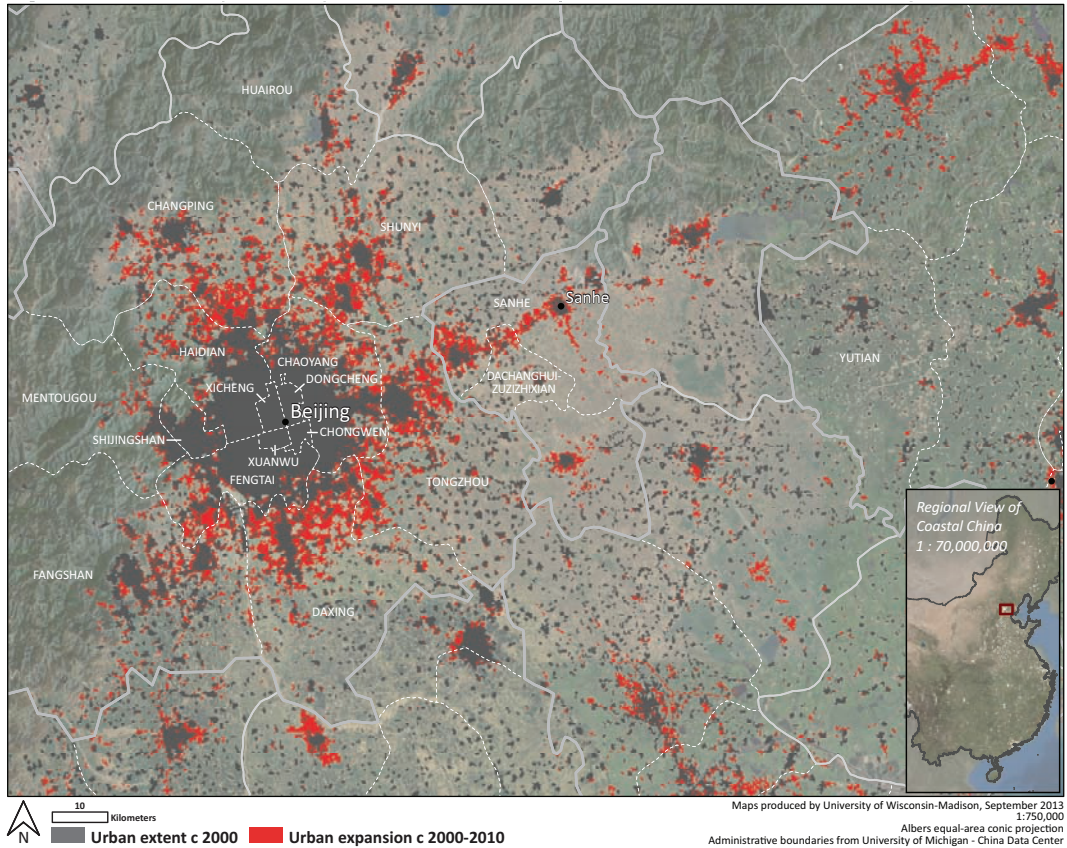 HUAIROU
CHANGPING
SHUNYI
SANHE
Sanhe
HAIDIAN
CHAOYANG
DONGCHENG
XICHENG
DACHANGHUI-
ZUZIZHIXIAN
YUTIAN
MENTOUGOU
Beijing
SHIJINGSHAN
CHONGWEN
XUANWU
FENGTAI
TONGZHOU
FANGSHAN
DAXING
Regional View of
Coastal China
1 : 70,000,000
N
10
Kilometers
Urban extent c 2000
Urban expansion c 2000-2010
Maps produced by University of Wisconsin-Madison, September 2013
1:750,000
Albers equal-area conic projection
Administrative boundaries from University of Michigan - China Data Center